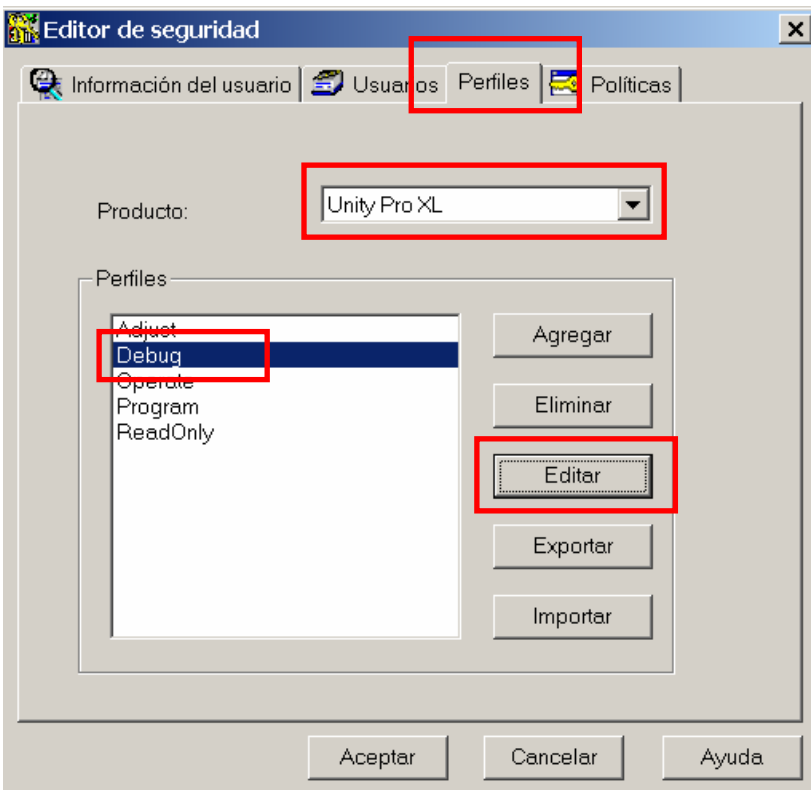 Editor de seguridad
Información del usuario
Usuarios
Perfiles
Políticas
Producto:
Unity Pro XL
Perfiles
Adjust
Debug
Operate
Program
ReadOnly
Agregar
Eliminar
Editar
Exportar
Importar
Aceptar
Cancelar
Ayuda